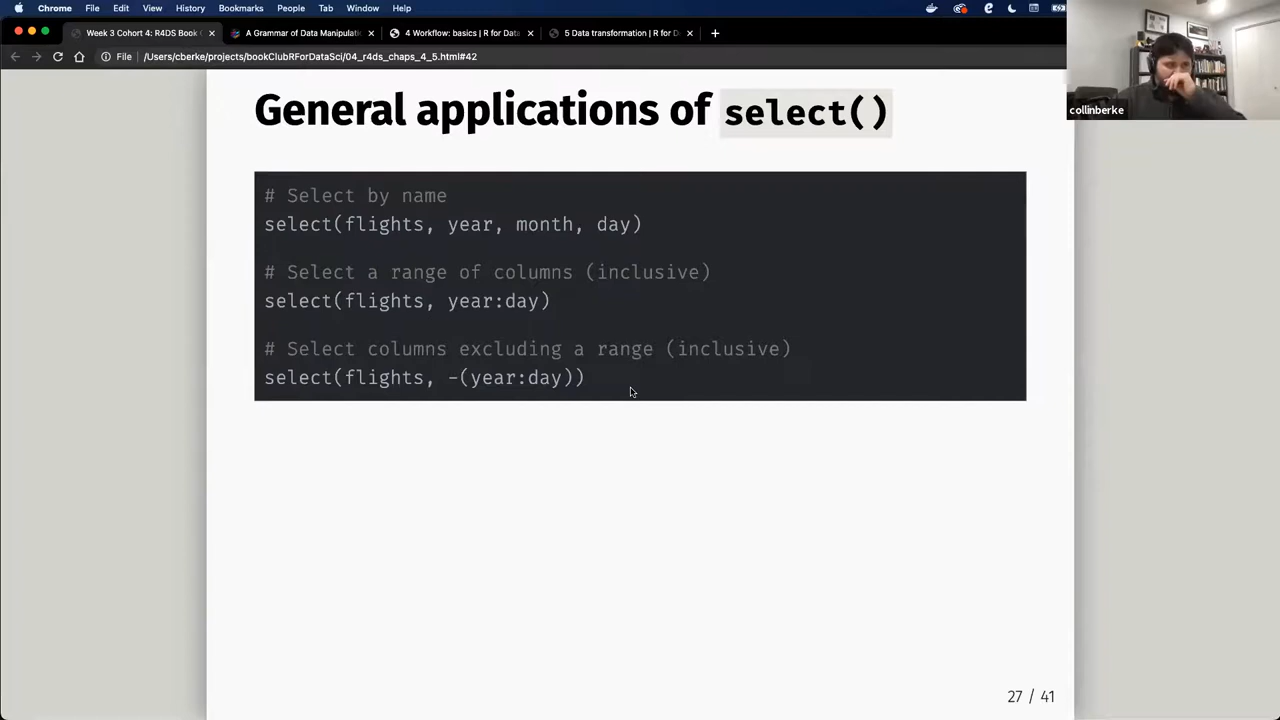 Chrome File Edit View History Bookmarks People Tab Window Help
Week 3 Cohort 4: R4DS Book
A Grammar of Data Manipulati
4 Workflow: basics | R for Data
5 Data transformation | R for D
File /Users/cberke/projects/bookClubRForDataSci/04_r4ds_chaps_4_5.html#42
collinberke
General applications of select()
# Select by name
select(flights, year, month, day)
# Select a range of columns (inclusive)
select(flights, year:day)
# Select columns excluding a range (inclusive)
select(flights, -(year:day))
27 / 41